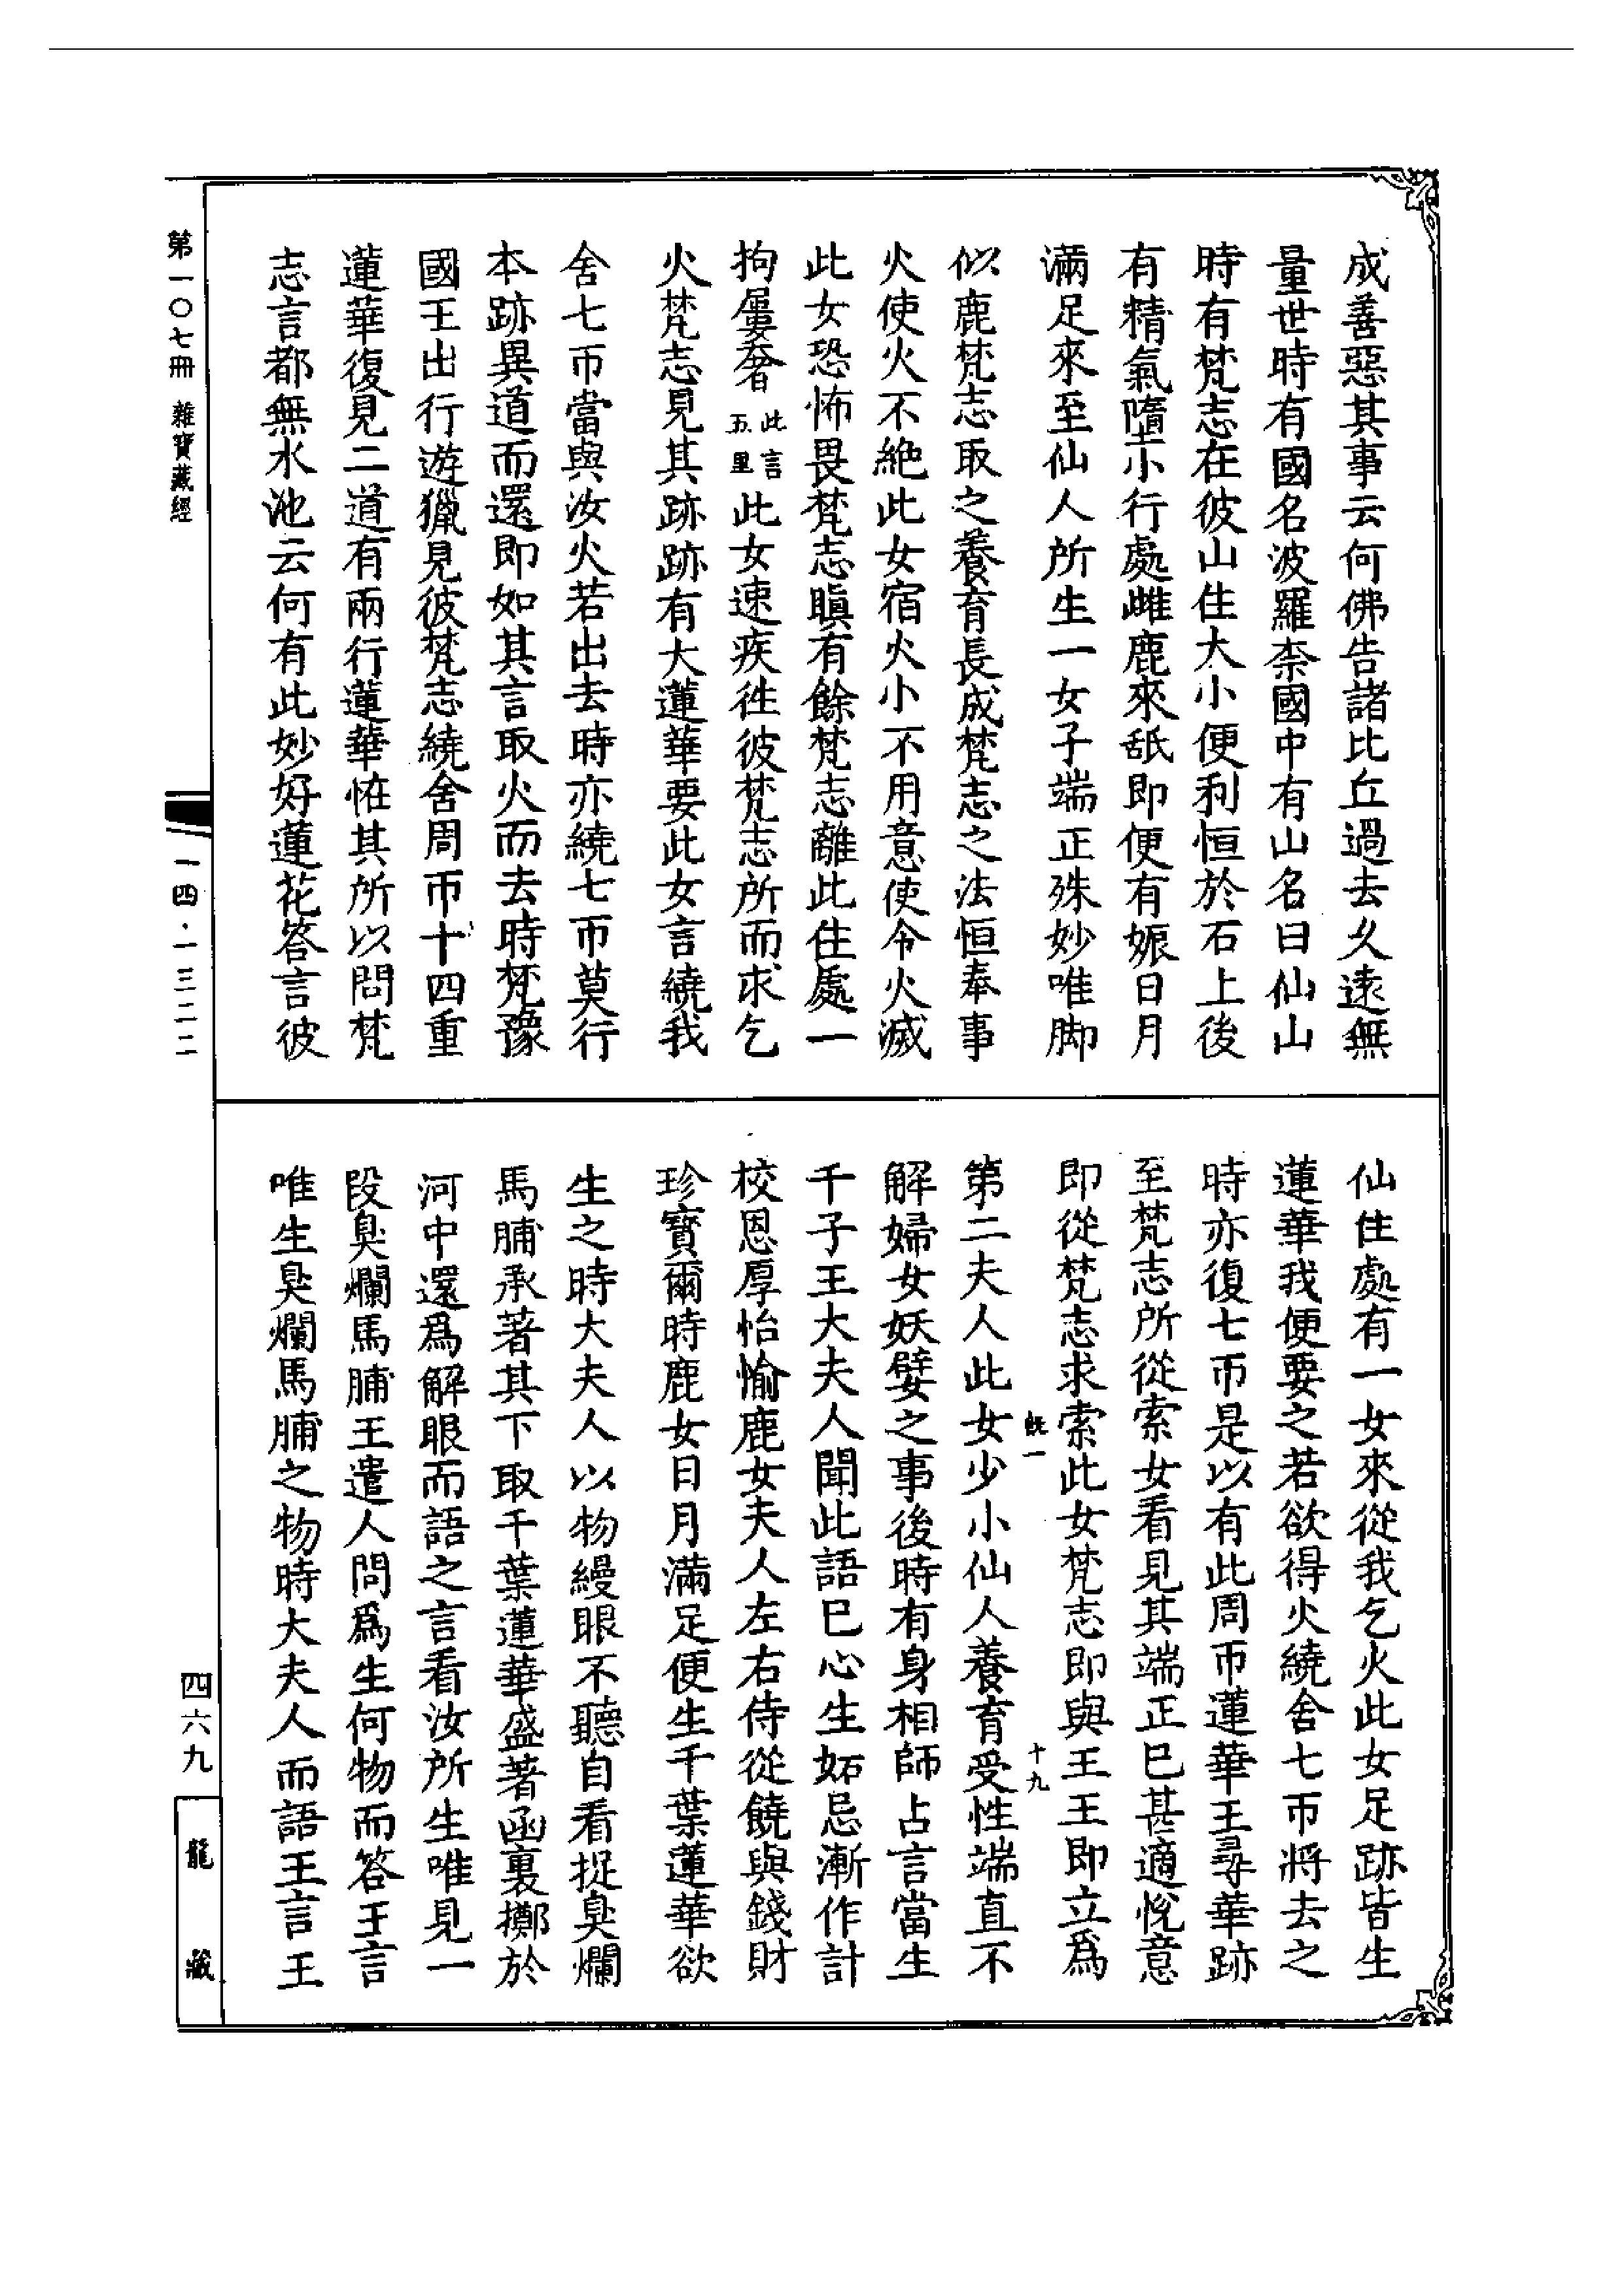 成善惡其事云何佛告諸比丘過去久遠無
量世時有國名波羅柰國中有山名曰仙山
時有梵志在彼山住大小便利恒於石上後
有精氣墮小行處雌鹿來舐即便有娠日月
滿足來至仙人所生一女子端正殊妙唯脚
似鹿梵志取之養育長成梵志之法恒奉事
火使火不絶此女宿火小不用意使令火滅
此女恐怖畏梵志瞋有餘梵志離此住處一
拘屢奢此言五里此女速疾徃彼梵志所而求乞
火梵志見其跡跡有大蓮華要此女言繞我
舍七帀當與汝火若出去時亦繞七帀莫行
本跡異道而還即如其言取火而去時梵豫
國王出行遊獵見彼梵志繞舍周帀十四重
蓮華復見二道有兩行蓮華恠其所以問梵
志言都無水池云何有此妙好蓮花答言彼
仙住處有一女來從我乞火此女足跡皆生
蓮華我便要之若欲得火繞舍七帀將去之
時亦復七帀是以有此周帀蓮華王尋華跡
至梵志所從索女看見其端正巳甚適悅意
即從梵志求索此女梵志即與王王即立爲
旣一
十九
第二夫人此女少小仙人養育受性端直不
解婦女妖嬖之事後時有身相師占言當生
千子王大夫人聞此語巳心生妬忌漸作計
校恩厚怡愉鹿女夫人左右侍從饒與錢財
珍寶爾時鹿女日月滿足便生千葉蓮華欲
生之時大夫人以物縵眼不聽自看捉臭爛
馬脯承著其下取千葉蓮華盛著函裏擲於
河中還爲解眼而語之言看汝所生唯見一
段臭爛馬脯王遣人問爲生何物而答王言
唯生臭爛馬脯之物時大夫人而語王言王
第一〇七冊 雜寶藏經
一四·一三二二
四六九
龍藏